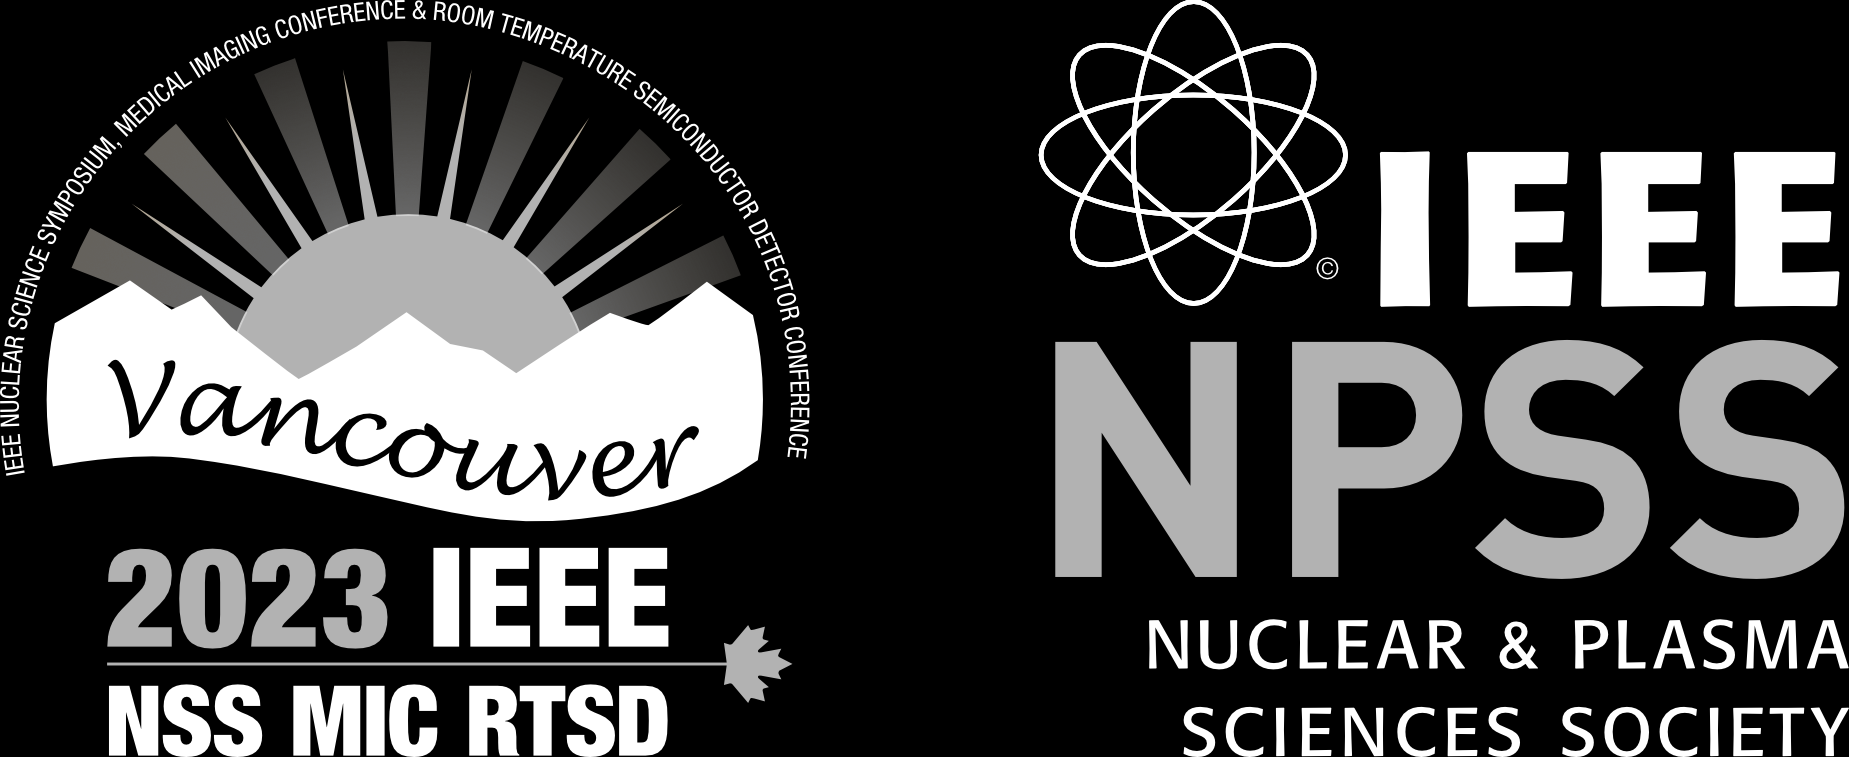 IEEE NUCLEAR SCIENCE SYMPOSIUM, MEDICAL IMAGING CONFERENCE & ROOM TEMPERATURE SEMICONDUCTOR DETECTOR CONFERENCE
Vancouver
2023 IEEE
NSS MIC RTSD
©
IEEE
NPSS
NUCLEAR & PLASMA
SCIENCES SOCIETY